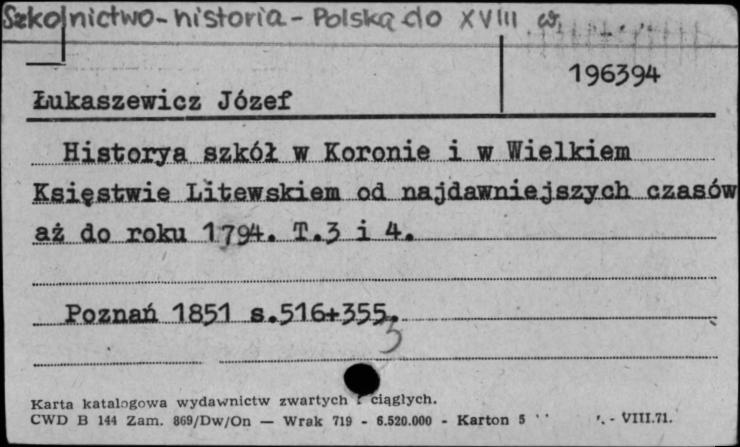 Szkolnictwo - historia - Polska do XVIII w.
196394
Łukaszewicz Józef
Historya szkół w Koronie i w Wielkiem
Księstwie Litewskiem od najdawniejszych czasów
aż do roku 1794. T.3 i 4.
Poznań 1851 s.516+355.
3
Karta katalogowa wydawnictw zwartych i ciągłych.
CWD B 144 Zam. 869/Dw/On — Wrak 719 - 6.520.000 - Karton 5 - VIII.71.